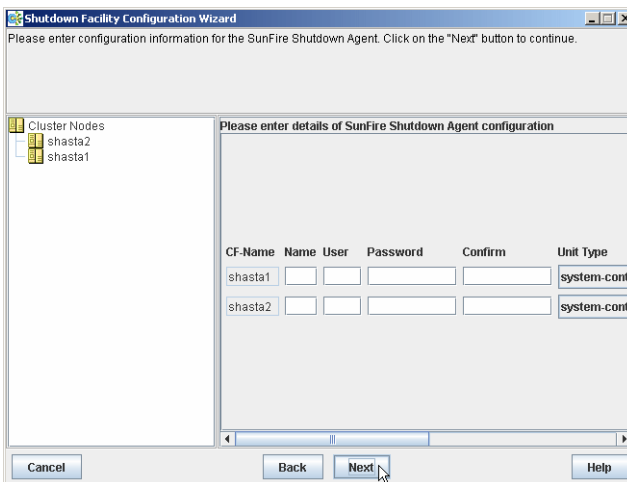 Shutdown Facility Configuration Wizard
Please enter configuration information for the SunFire Shutdown Agent. Click on the "Next" button to continue.
Cluster Nodes
shasta2
shasta1
Please enter details of SunFire Shutdown Agent configuration
CF-Name Name User Password Confirm Unit Type
shasta1 system-cont
shasta2 system-cont
Cancel Back Next Help